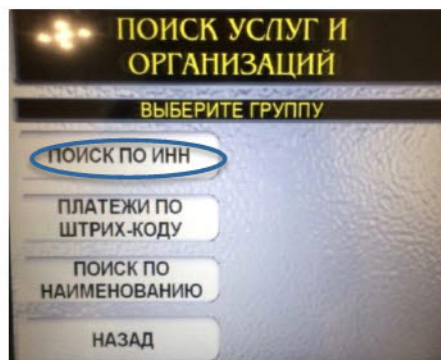 ПОИСК УСЛУГ И
ОРГАНИЗАЦИЙ
ВЫБЕРИТЕ ГРУППУ
ПОИСК ПО ИНН
ПЛАТЕЖИ ПО
ШТРИХ-КОДУ
ПОИСК ПО
НАИМЕНОВАНИЮ
НАЗАД